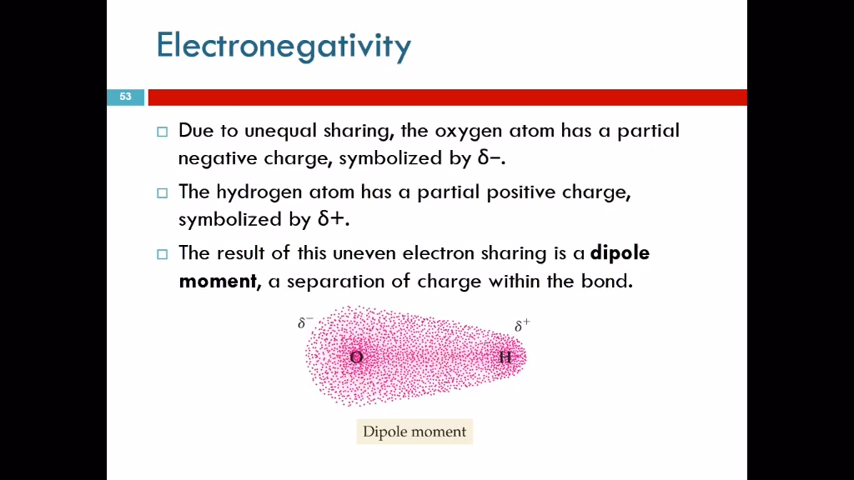 Electronegativity
53
Due to unequal sharing, the oxygen atom has a partial
negative charge, symbolized by δ−.
The hydrogen atom has a partial positive charge,
symbolized by δ+.
The result of this uneven electron sharing is a dipole
moment, a separation of charge within the bond.
δ⁻
δ⁺
O
H
Dipole moment